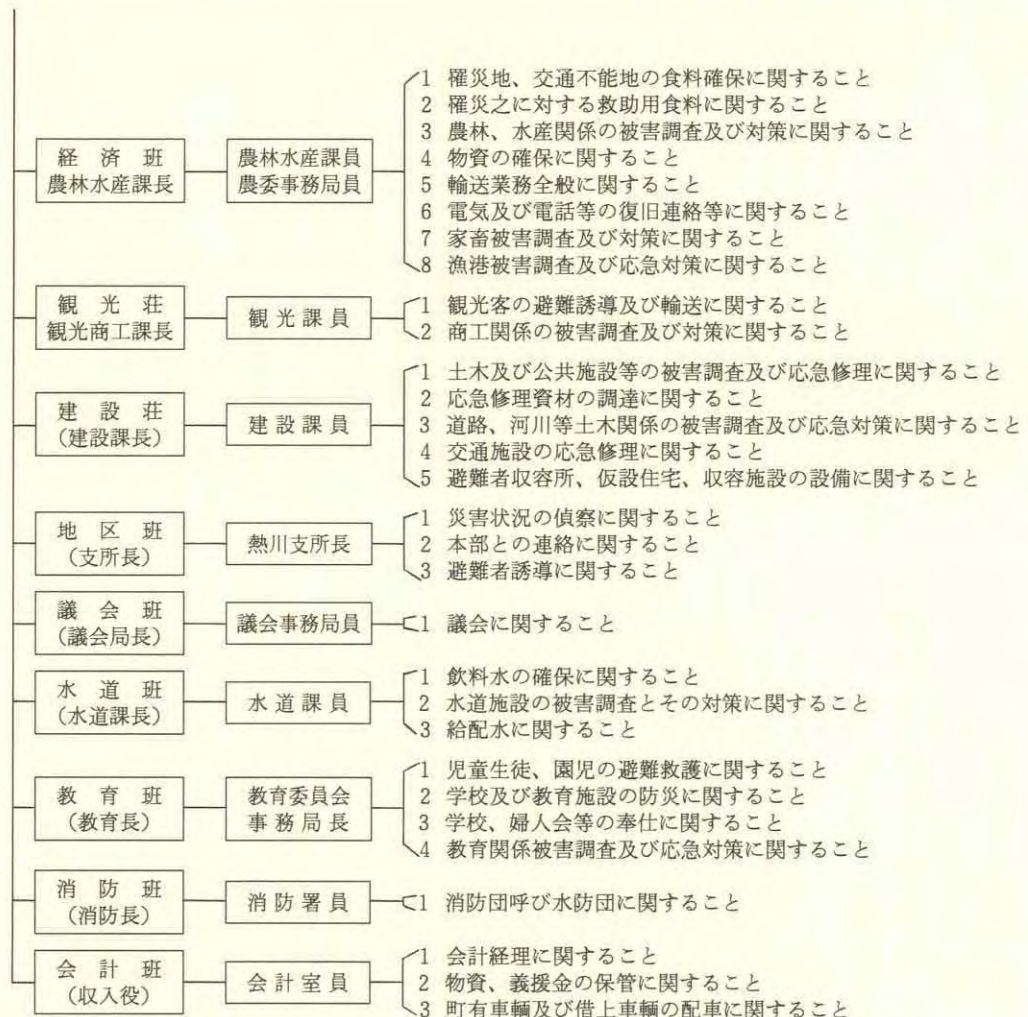 経済班
農林水産課長
農林水産課員
農委事務局員
1 罹災地、交通不能地の食料確保に関すること
2 罹災之に対する救助用食料に関すること
3 農林、水産関係の被害調査及び対策に関すること
4 物資の確保に関すること
5 輸送業務全般に関すること
6 電気及び電話等の復旧連絡等に関すること
7 家畜被害調査及び対策に関すること
8 漁港被害調査及び応急対策に関すること
観光荘
観光商工課長
観光課員
1 観光客の避難誘導及び輸送に関すること
2 商工関係の被害調査及び対策に関すること
建設荘
(建設課長)
建設課員
1 土木及び公共施設等の被害調査及び応急修理に関すること
2 応急修理資材の調達に関すること
3 道路、河川等土木関係の被害調査及び応急対策に関すること
4 交通施設の応急修理に関すること
5 避難者収容所、仮設住宅、収容施設の設備に関すること
地区班
(支所長)
熱川支所長
1 災害状況の偵察に関すること
2 本部との連絡に関すること
3 避難者誘導に関すること
議会班
(議会局長)
議会事務局員
1 議会に関すること
水道班
(水道課長)
水道課員
1 飲料水の確保に関すること
2 水道施設の被害調査とその対策に関すること
3 給配水に関すること
教育班
(教育長)
教育委員会
事務局長
1 児童生徒、園児の避難救護に関すること
2 学校及び教育施設の防災に関すること
3 学校、婦人会等の奉仕に関すること
4 教育関係被害調査及び応急対策に関すること
消防班
(消防長)
消防署員
1 消防団呼び水防団に関すること
会計班
(収入役)
会計室員
1 会計経理に関すること
2 物資、義援金の保管に関すること
3 町有車輌及び借上車輌の配車に関すること